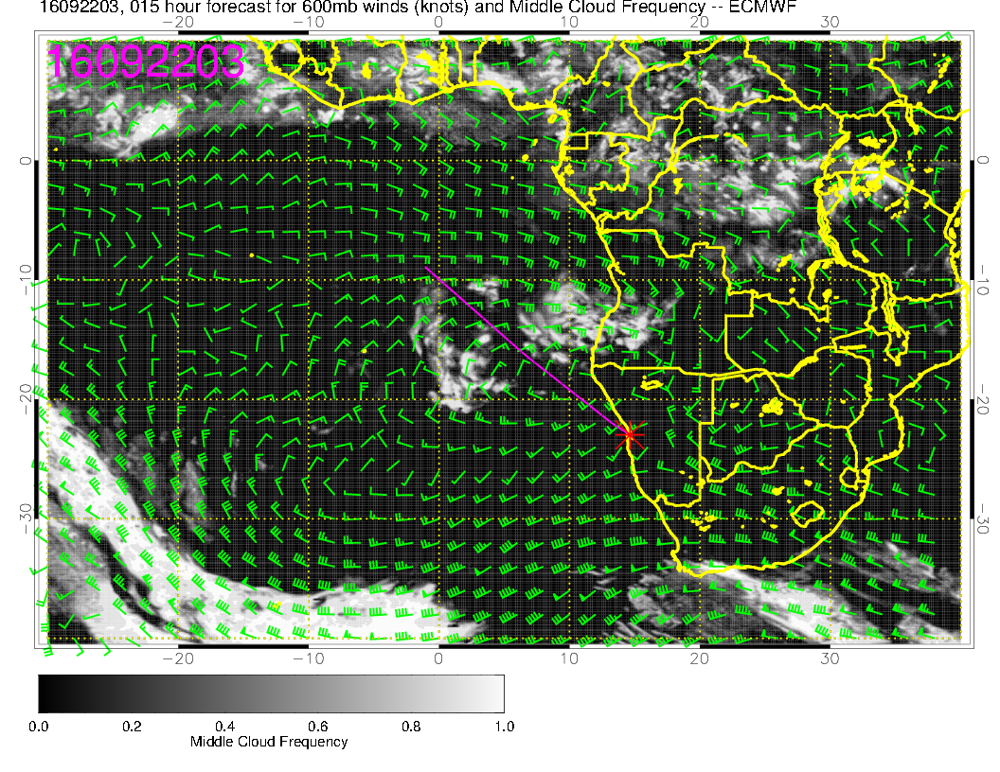 16092203, 015 hour forecast for 600mb winds (knots) and Middle Cloud Frequency -- ECMWF
-20 -10 0 10 20 30
16092203
0 0
-10 -10
-20 -20
-30 -30
-20 -10 0 10 20 30
0.0 0.2 0.4 0.6 0.8 1.0
Middle Cloud Frequency